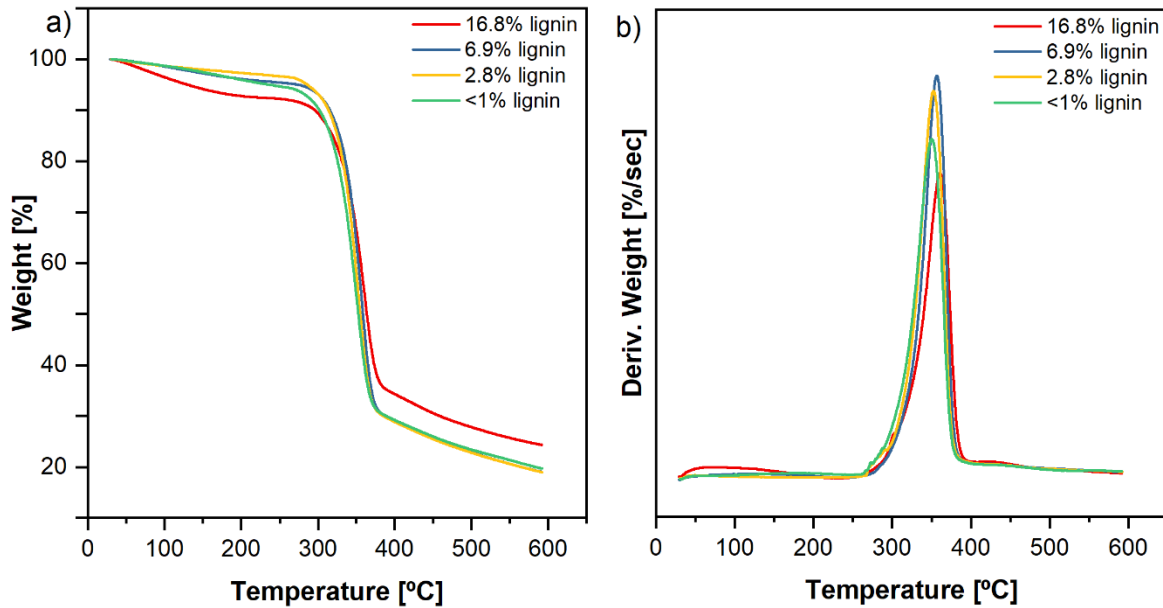 a)
16.8% lignin
6.9% lignin
2.8% lignin
<1% lignin
100
80
60
40
20
Weight [%]
0 100 200 300 400 500 600
Temperature [ºC]
b)
16.8% lignin
6.9% lignin
2.8% lignin
<1% lignin
Deriv. Weight [%/sec]
0 100 200 300 400 500 600
Temperature [ºC]